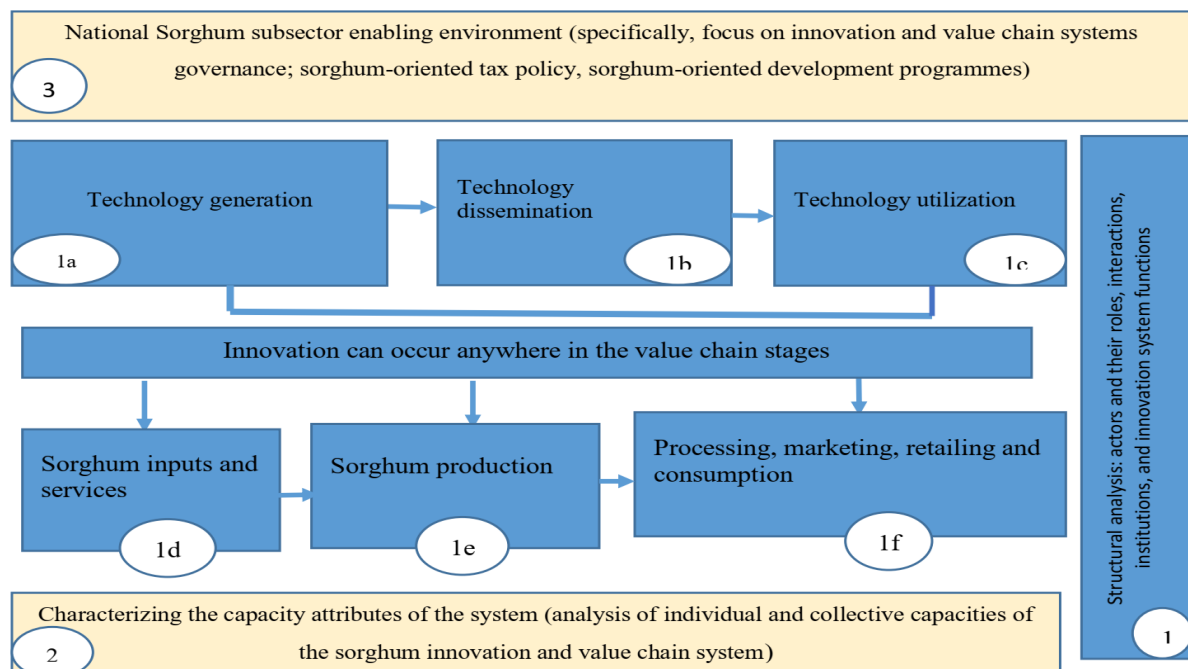 National Sorghum subsector enabling environment (specifically, focus on innovation and value chain systems
governance; sorghum-oriented tax policy, sorghum-oriented development programmes)
3
Technology generation
1a
Technology
dissemination
1b
Technology utilization
1c
Innovation can occur anywhere in the value chain stages
Sorghum inputs and
services
1d
Sorghum production
1e
Processing, marketing, retailing and
consumption
1f
Structural analysis: actors and their roles, interactions,
institutions, and innovation system functions
1
Characterizing the capacity attributes of the system (analysis of individual and collective capacities of
the sorghum innovation and value chain system)
2